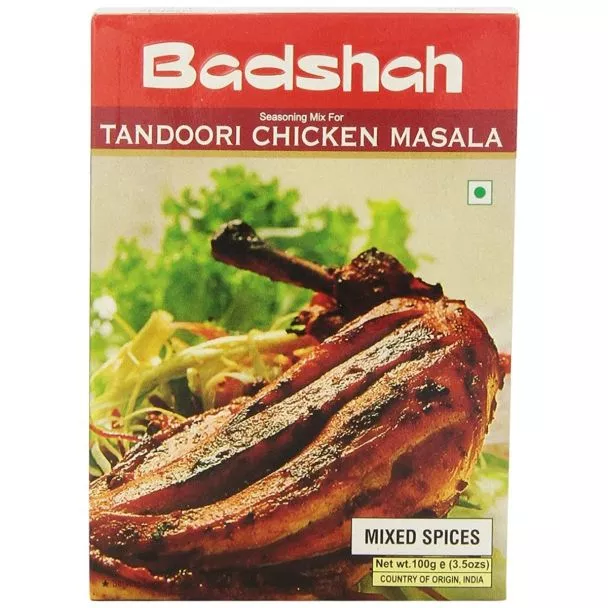 Badshah
Seasoning Mix For
TANDOORI CHICKEN MASALA
MIXED SPICES
Net wt.100g e (3.5ozs)
COUNTRY OF ORIGIN, INDIA